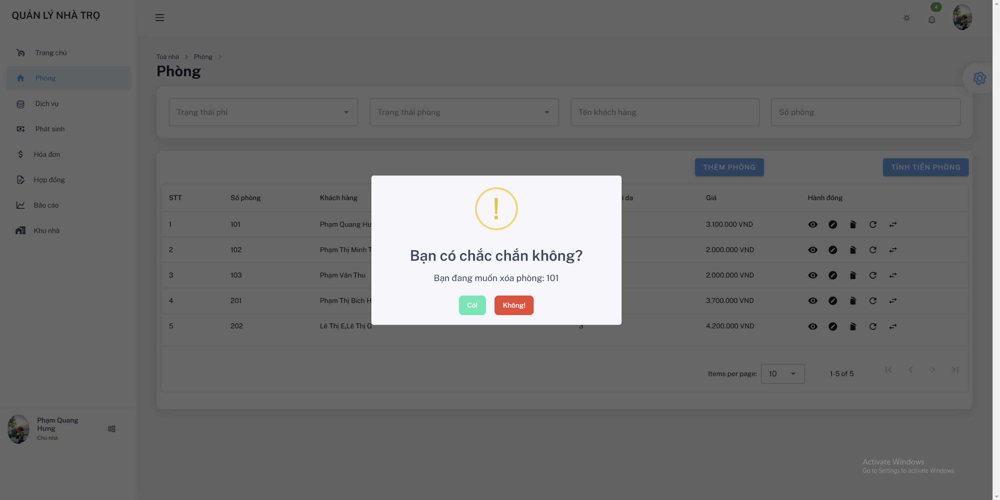 QUẢN LÝ NHÀ TRỌ
4
Trang chủ
Phòng
Dịch vụ
Phát sinh
Hóa đơn
Hợp đồng
Báo cáo
Khu nhà
Phạm Quang
Hưng
Chủ nhà
Toà nhà > Phòng >
Phòng
Trạng thái phí Trạng thái phòng Tên khách hàng Số phòng
THÊM PHÒNG TÍNH TIỀN PHÒNG
STT Số phòng Khách hàng i da Giá Hành đồng
1 101 Phạm Quang Hư 3.100.000 VND
2 102 Phạm Thị Minh T 2.000.000 VND
3 103 Phạm Văn Thu 2.000.000 VND
4 201 Phạm Thị Bích H 3.700.000 VND
5 202 Lê Thị E,Lê Thị G 3 4.200.000 VND
Items per page: 10 1-5 of 5
!
Bạn có chắc chắn không?
Bạn đang muốn xóa phòng: 101
Có! Không!
Activate Windows
Go to Settings to activate Windows.